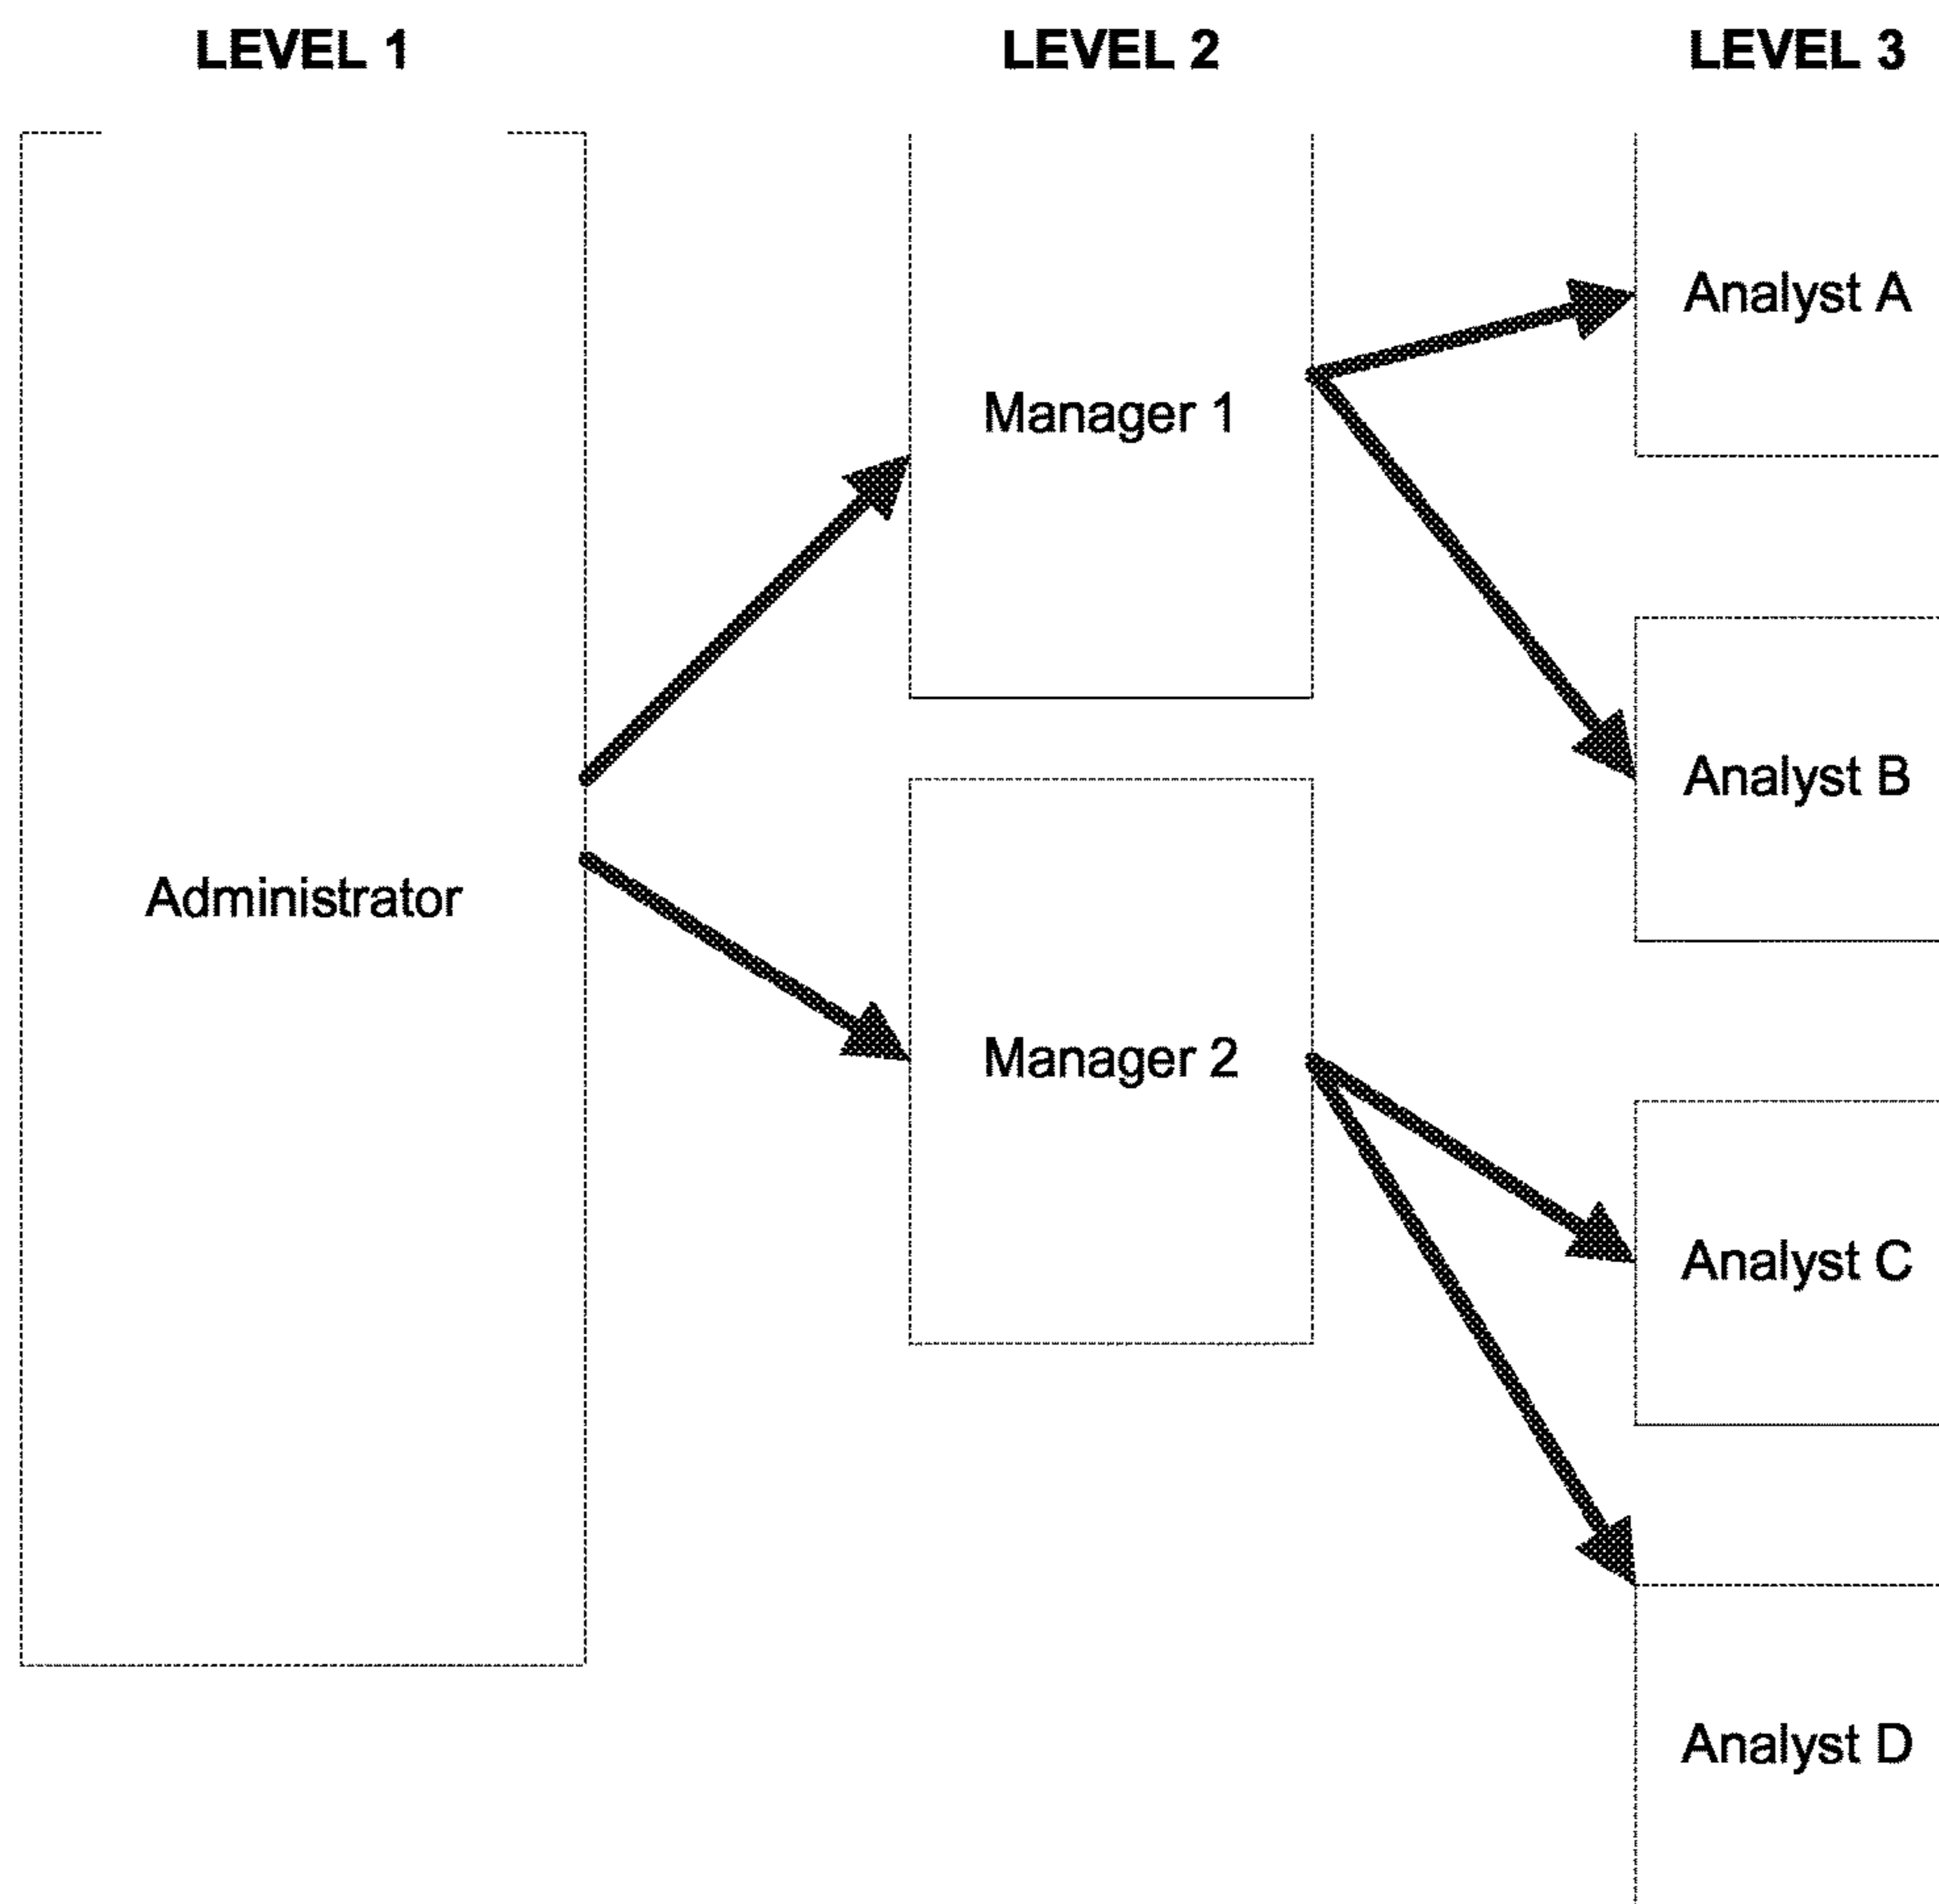 LEVEL 1
LEVEL 2
LEVEL 3
Administrator
Manager 1
Manager 2
Analyst A
Analyst B
Analyst C
Analyst D